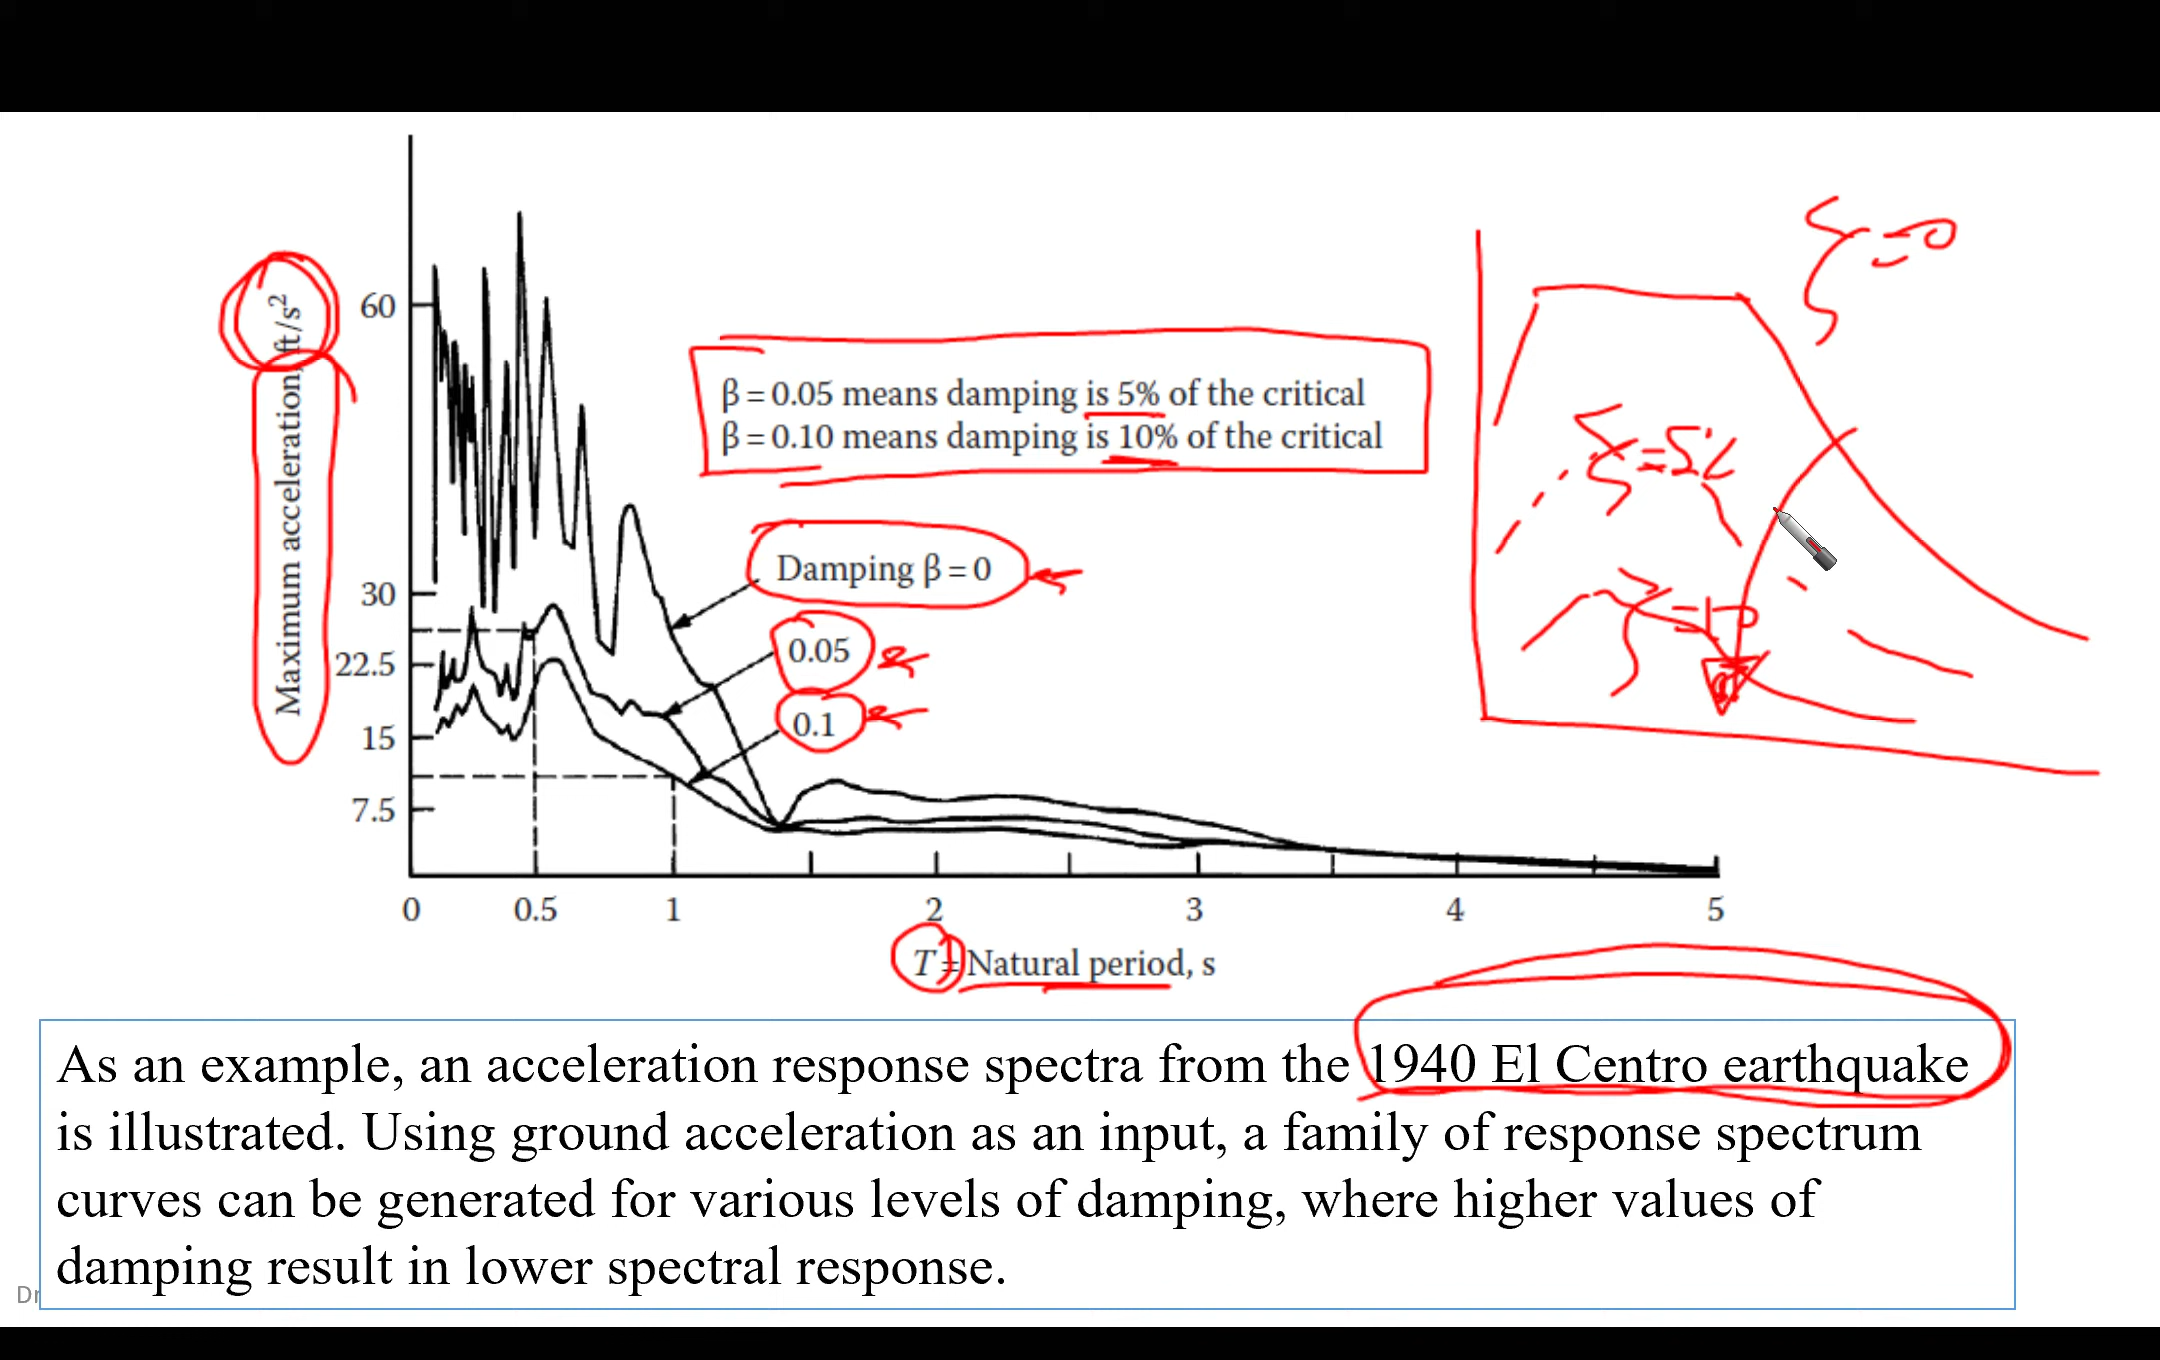 Maximum acceleration, ft/s²
60
30
22.5
15
7.5
β = 0.05 means damping is 5% of the critical
β = 0.10 means damping is 10% of the critical
Damping β = 0
0.05
0.1
ζ = 0
ζ = 5%
ζ = 10
0 0.5 1 2 3 4 5
T = Natural period, s
As an example, an acceleration response spectra from the 1940 El Centro earthquake
is illustrated. Using ground acceleration as an input, a family of response spectrum
curves can be generated for various levels of damping, where higher values of
damping result in lower spectral response.
Dr